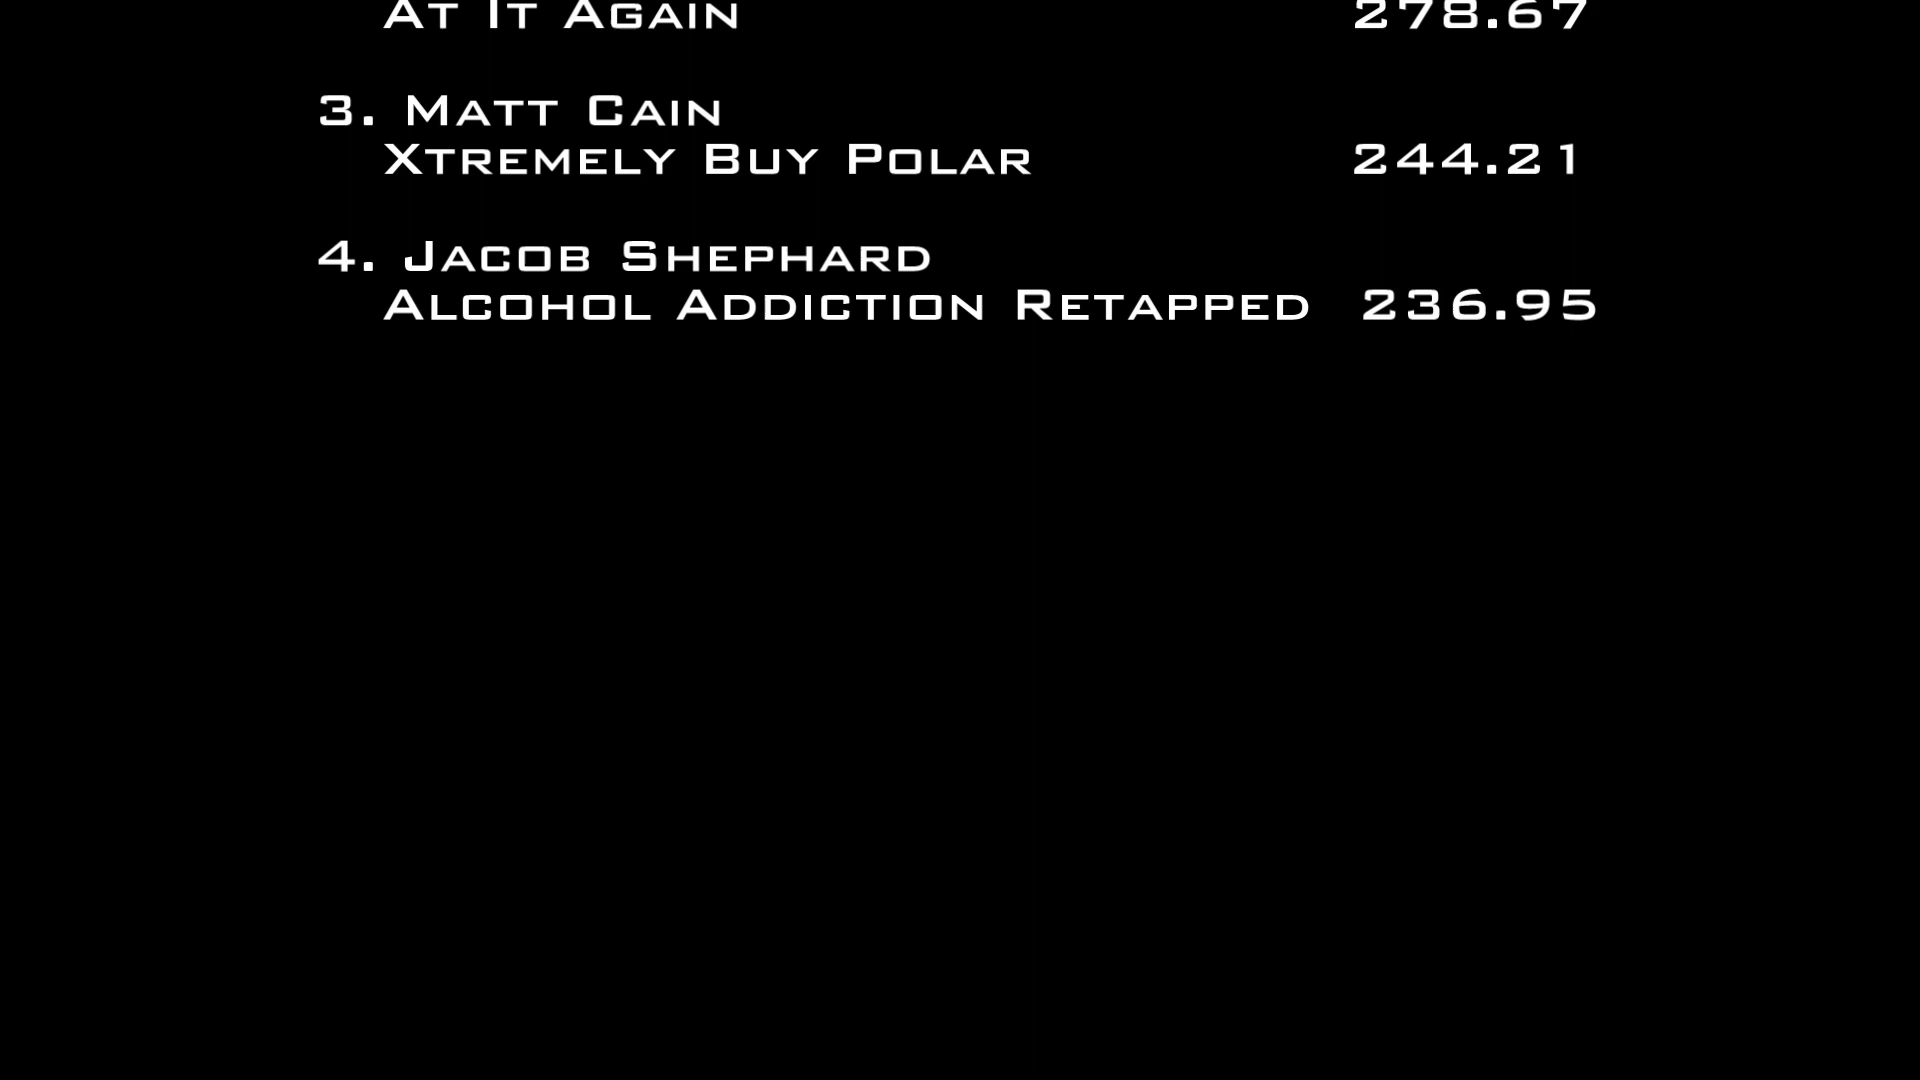 At It Again 278.67
3. Matt Cain
Xtremely Buy Polar 244.21
4. Jacob Shephard
Alcohol Addiction Retapped 236.95